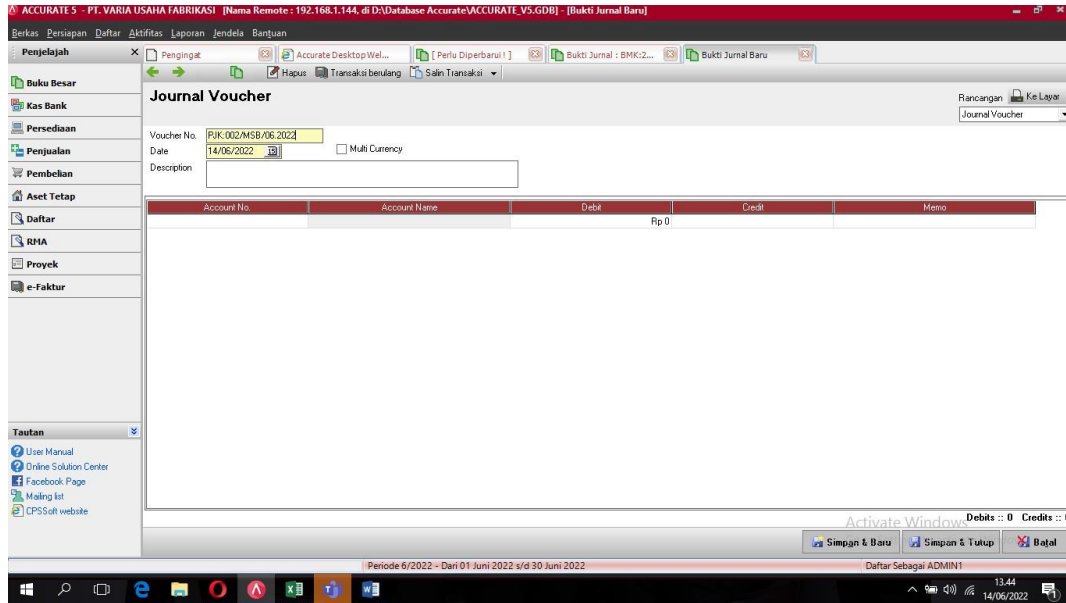 ACCURATE 5 - PT. VARIA USAHA FABRIKASI [Nama Remote : 192.168.1.144, di D:\Database Accurate\ACCURATE_V5.GDB] - [Bukti Jurnal Baru]
Berkas Persiapan Daftar Aktifitas Laporan Jendela Bantuan
Penjelajah X
Pengingat
Accurate Desktop Wel...
[ Perlu Diperbarui ! ]
Bukti Jurnal : BMK:2...
Bukti Jurnal Baru
Hapus Transaksi berulang Salin Transaksi
Buku Besar
Kas Bank
Persediaan
Penjualan
Pembelian
Aset Tetap
Daftar
RMA
Proyek
e-Faktur
Tautan
User Manual
Online Solution Center
Facebook Page
Mailing list
CPSSoft website
Journal Voucher
Rancangan Ke Layar
Journal Voucher
Voucher No. PJK:002/MSB/06.2022
Date 14/06/2022 15 Multi Currency
Description
Account No. Account Name Debit Credit Memo
Rp 0
Debits :: 0 Credits ::
Activate Windows
Simpan & Baru Simpan & Tutup Batal
Periode 6/2022 - Dari 01 Juni 2022 s/d 30 Juni 2022 Daftar Sebagai ADMIN1
13.44
14/06/2022